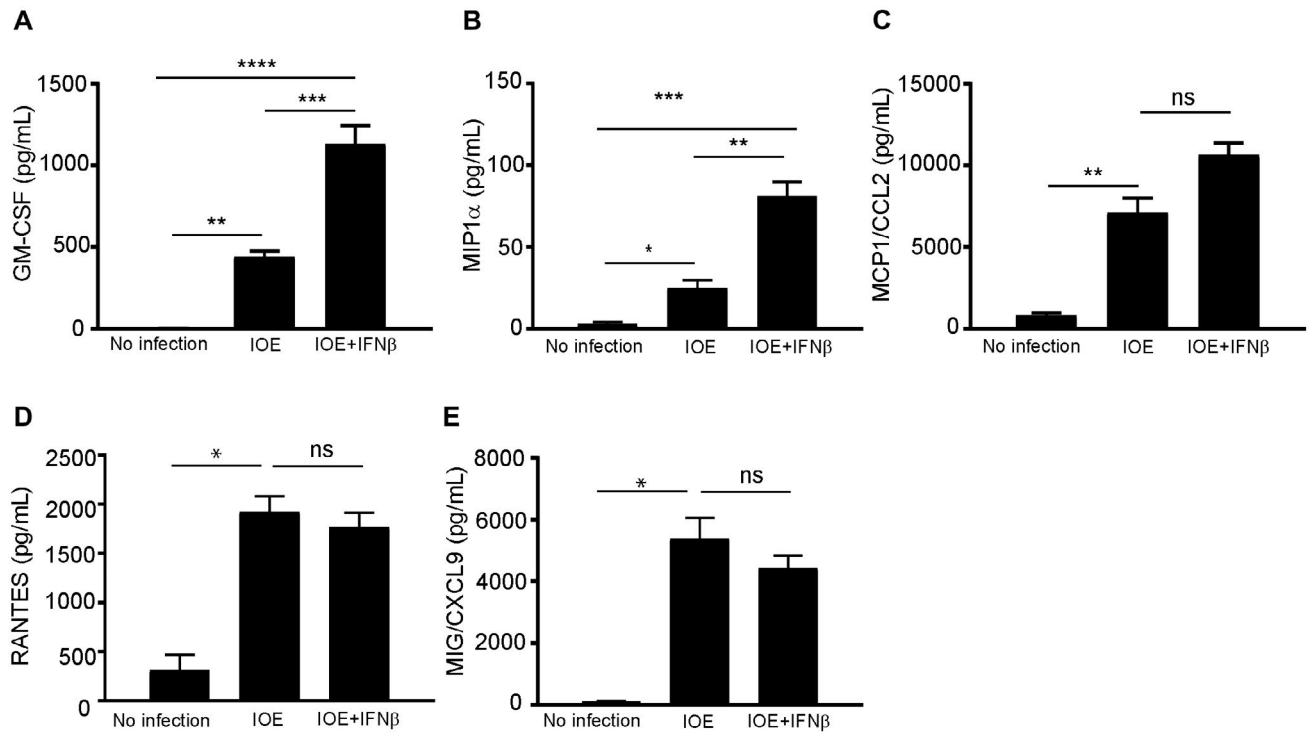 A
GM-CSF (pg/mL)
1500
1000
500
0
****
***
**
No infection
IOE
IOE+IFNβ
B
MIP1α (pg/mL)
150
100
50
0
***
**
*
No infection
IOE
IOE+IFNβ
C
MCP1/CCL2 (pg/mL)
15000
10000
5000
0
ns
**
No infection
IOE
IOE+IFNβ
D
RANTES (pg/mL)
2500
2000
1500
1000
500
0
*
ns
No infection
IOE
IOE+IFNβ
E
MIG/CXCL9 (pg/mL)
8000
6000
4000
2000
0
*
ns
No infection
IOE
IOE+IFNβ